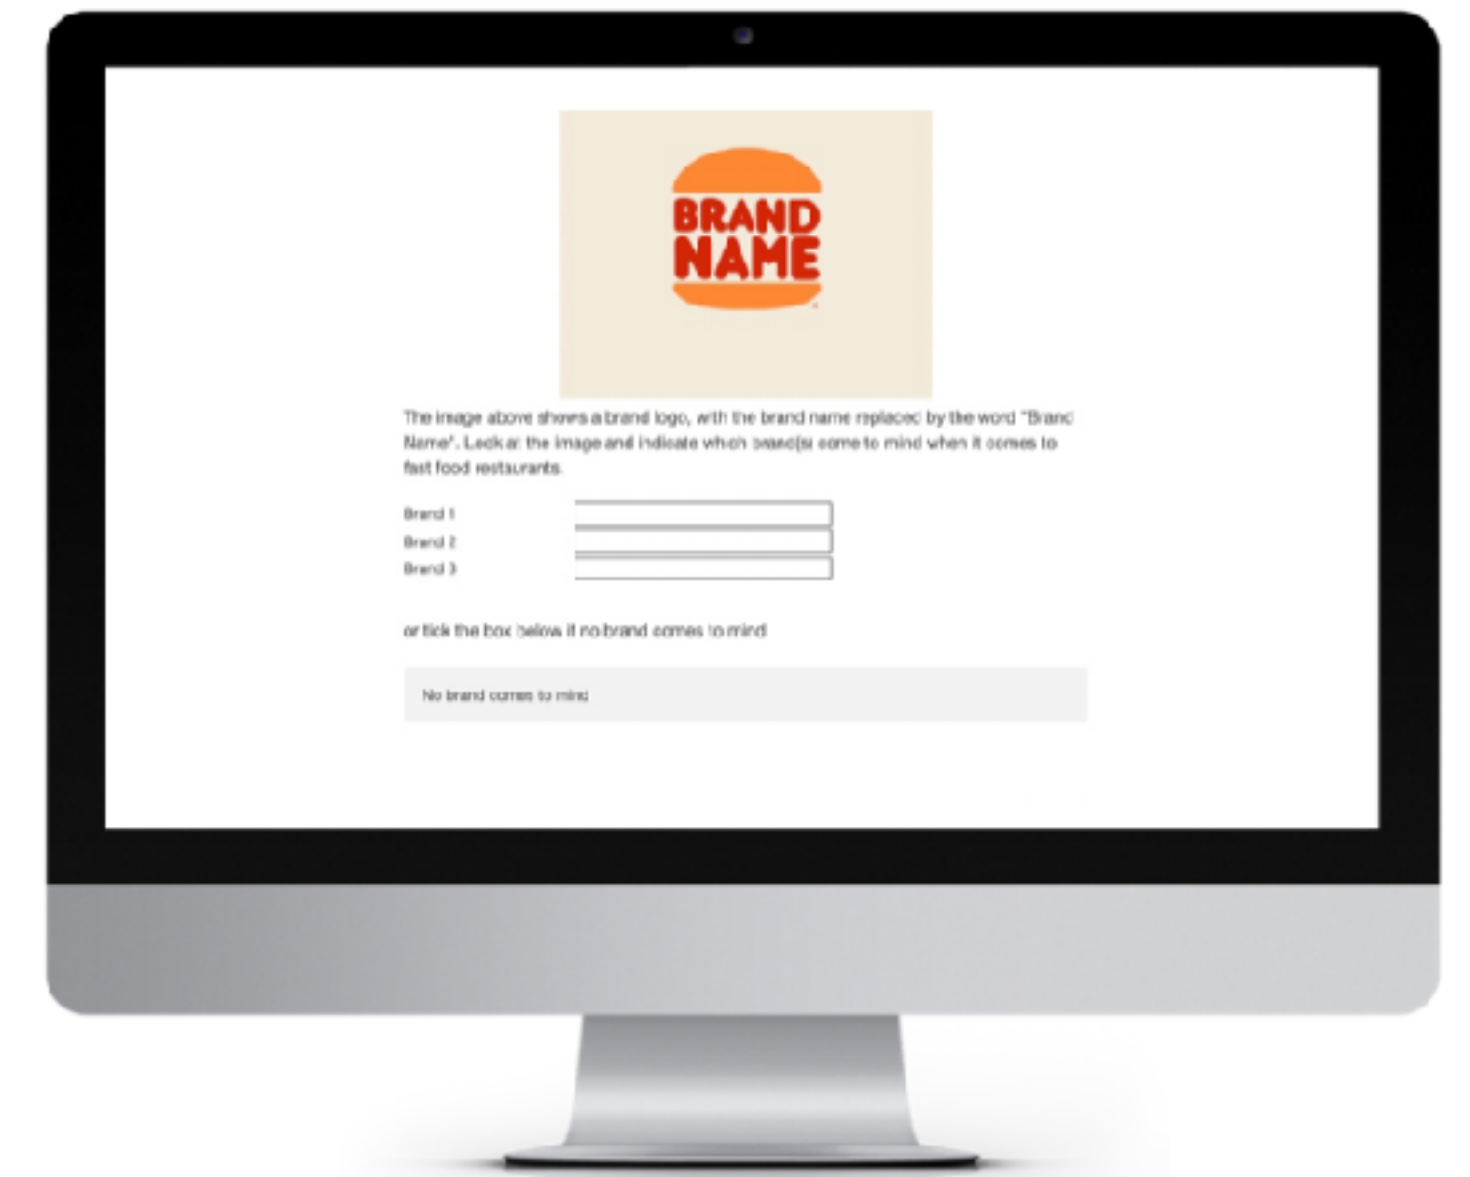 BRAND
NAME
The image above shows a brand logo, with the brand name replaced by the word "Brand
Name". Look at the image and indicate which brand(s) come to mind when it comes to
fast food restaurants.
Brand 1
Brand 2
Brand 3
or tick the box below if no brand comes to mind
No brand comes to mind